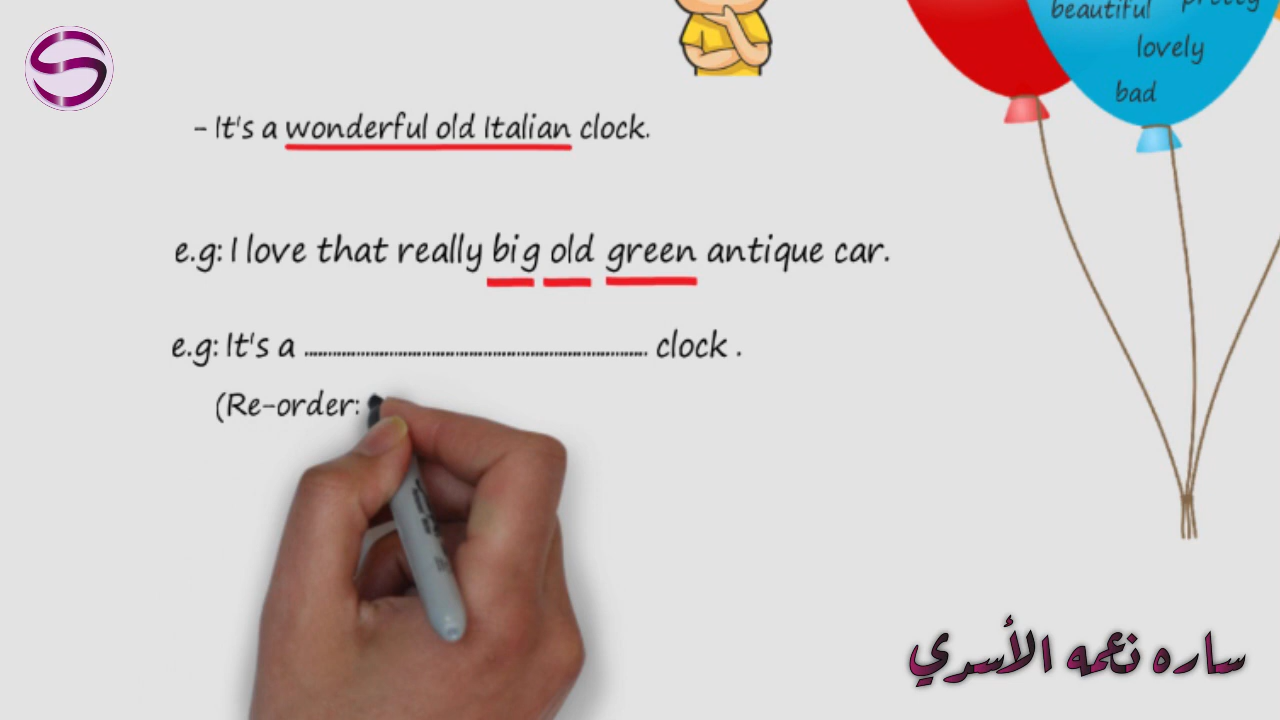 beautiful pretty
lovely
bad
- It's a wonderful old Italian clock.
e.g: I love that really big old green antique car.
e.g: It's a ........................................................................ clock .
(Re-order:
ساره نعمه الأسري